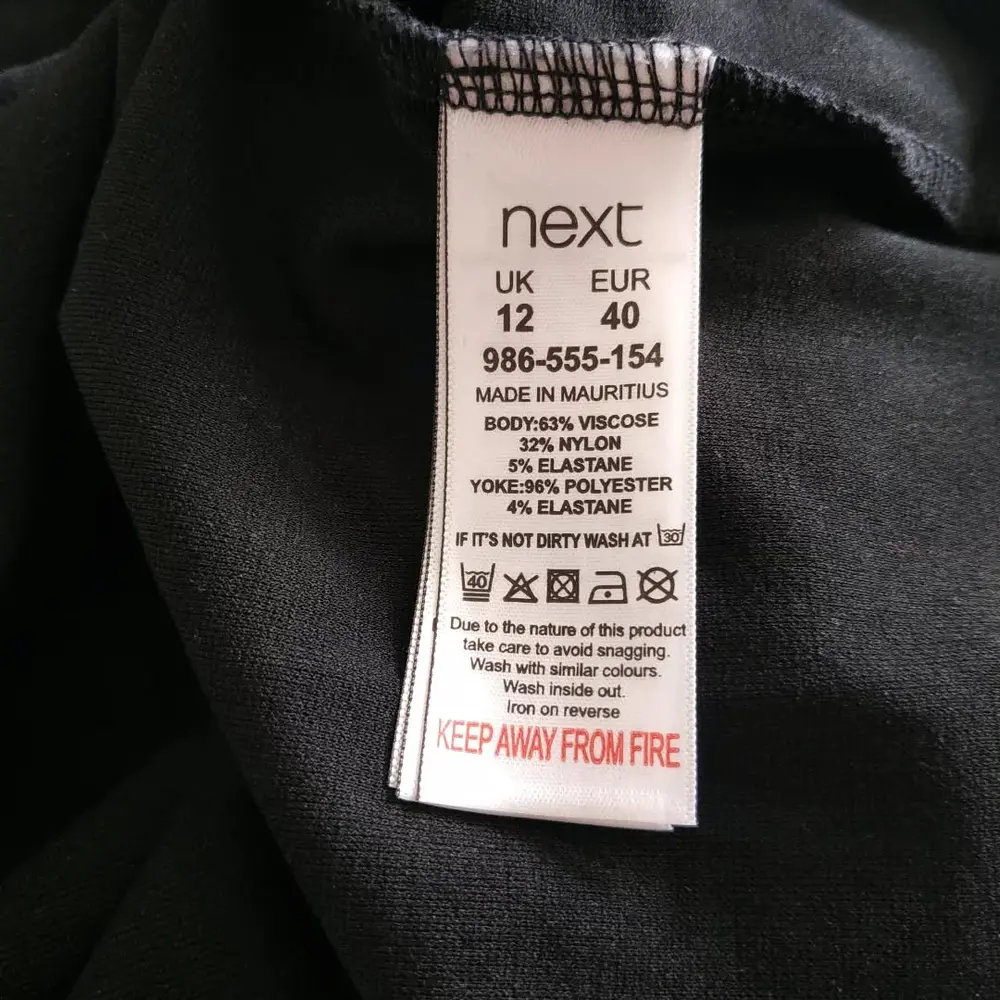 next
UK EUR
12 40
986-555-154
MADE IN MAURITIUS
BODY:63% VISCOSE
32% NYLON
5% ELASTANE
YOKE:96% POLYESTER
4% ELASTANE
IF IT'S NOT DIRTY WASH AT 30
40
Due to the nature of this product
take care to avoid snagging.
Wash with similar colours.
Wash inside out.
Iron on reverse
KEEP AWAY FROM FIRE